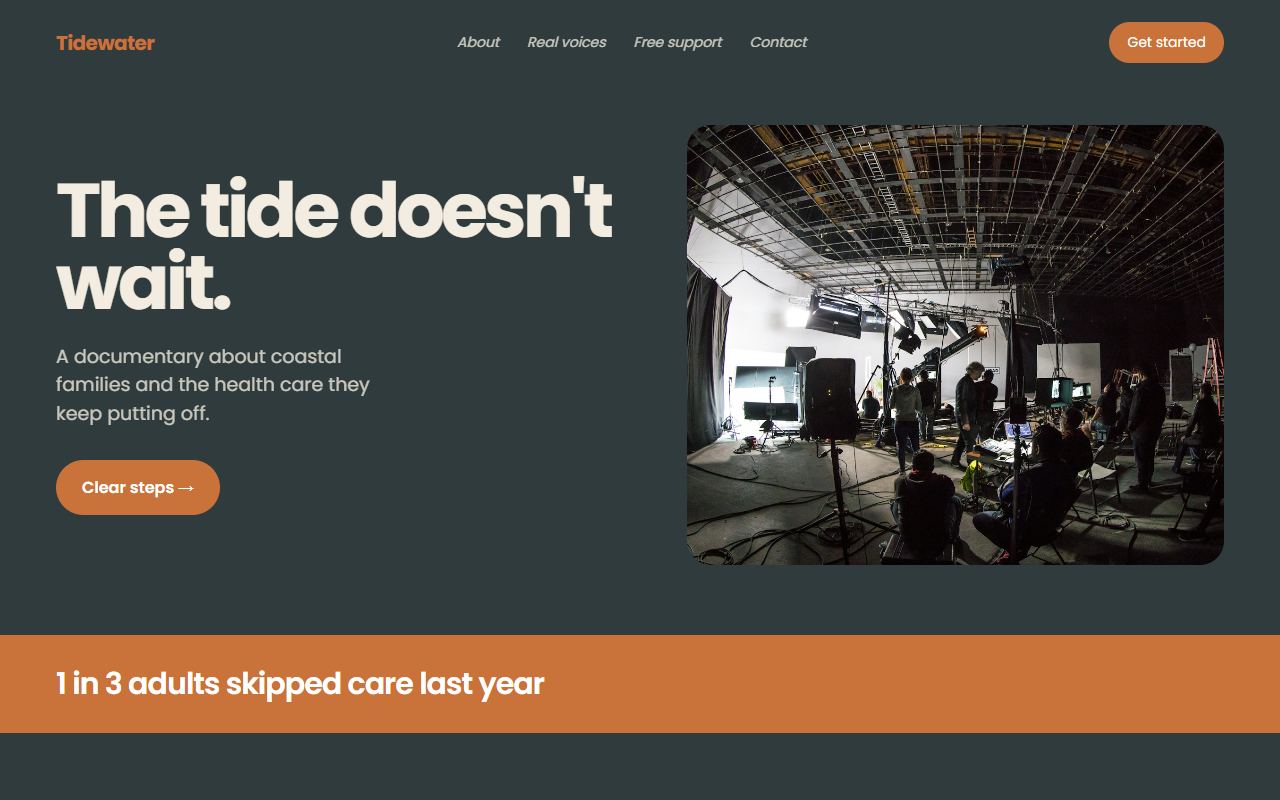 Tidewater
About
Real voices
Free support
Contact
Get started
The tide doesn't
wait.
A documentary about coastal
families and the health care they
keep putting off.
Clear steps →
1 in 3 adults skipped care last year